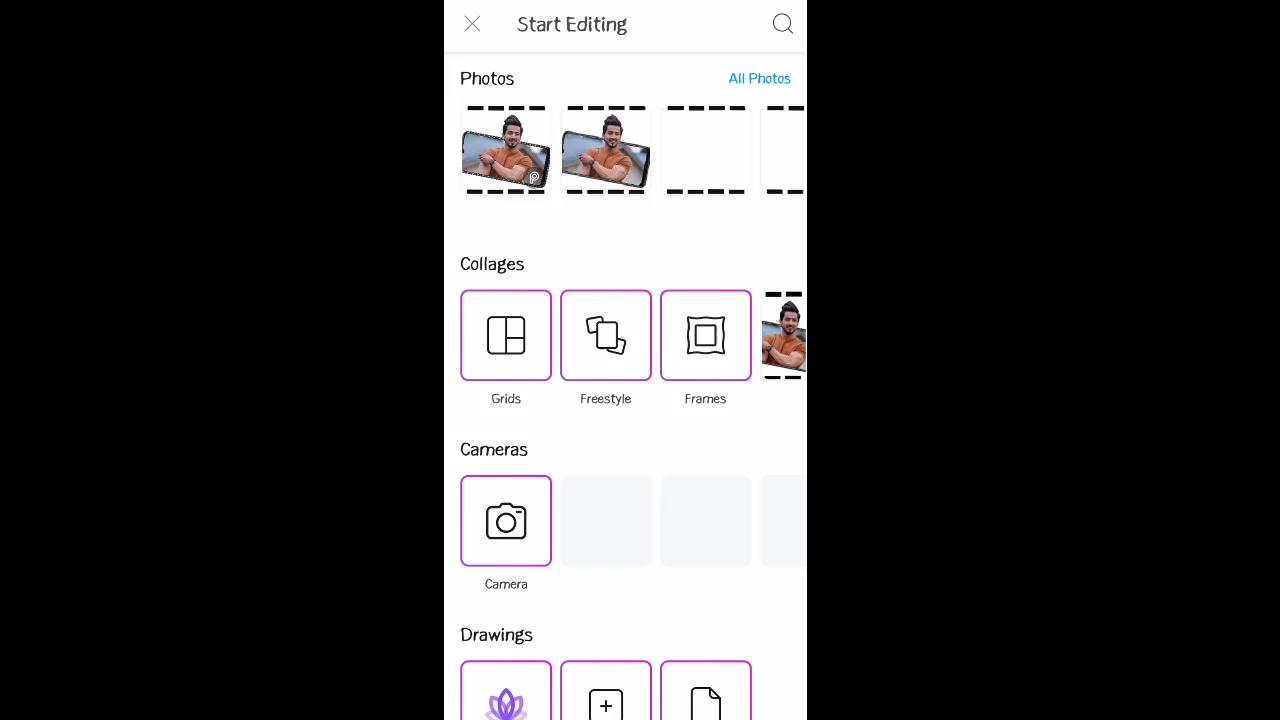 Start Editing
Photos
All Photos
Collages
Grids
Freestyle
Frames
Cameras
Camera
Drawings